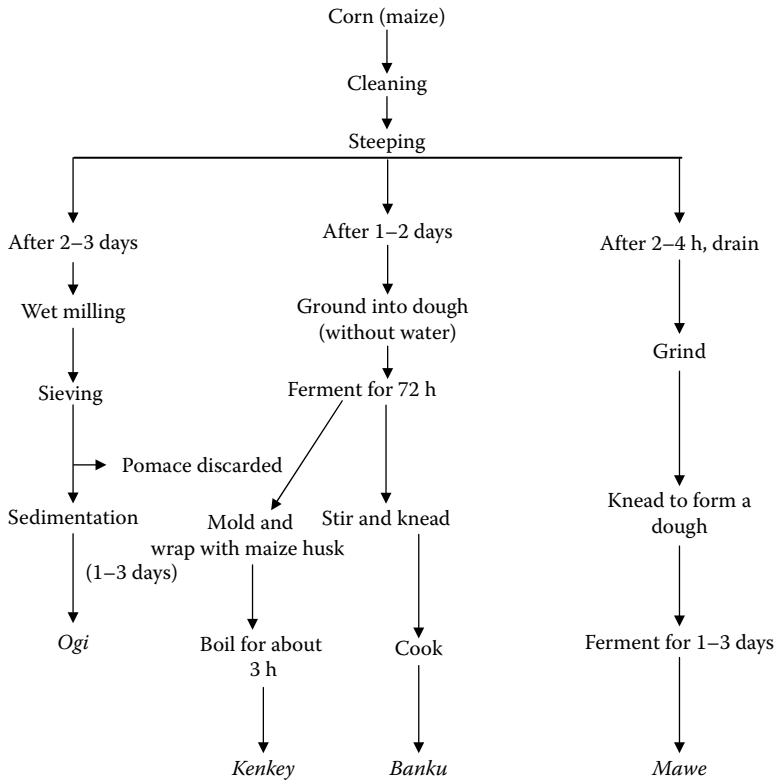 Corn (maize)
Cleaning
Steeping
After 2–3 days
Wet milling
Sieving
Pomace discarded
Sedimentation
(1–3 days)
Ogi
After 1–2 days
Ground into dough
(without water)
Ferment for 72 h
Mold and
wrap with maize husk
Boil for about
3 h
Kenkey
Stir and knead
Cook
Banku
After 2–4 h, drain
Grind
Knead to form a
dough
Ferment for 1–3 days
Mawe